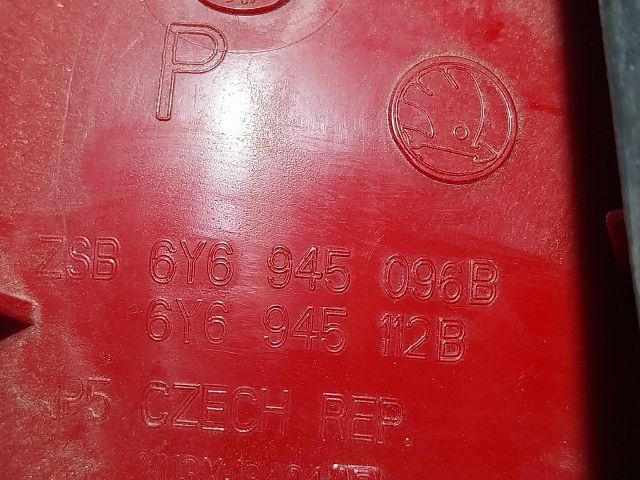 P
ZSB 6Y6 945 096B
6Y6 945 112B
P5 CZECH REP.